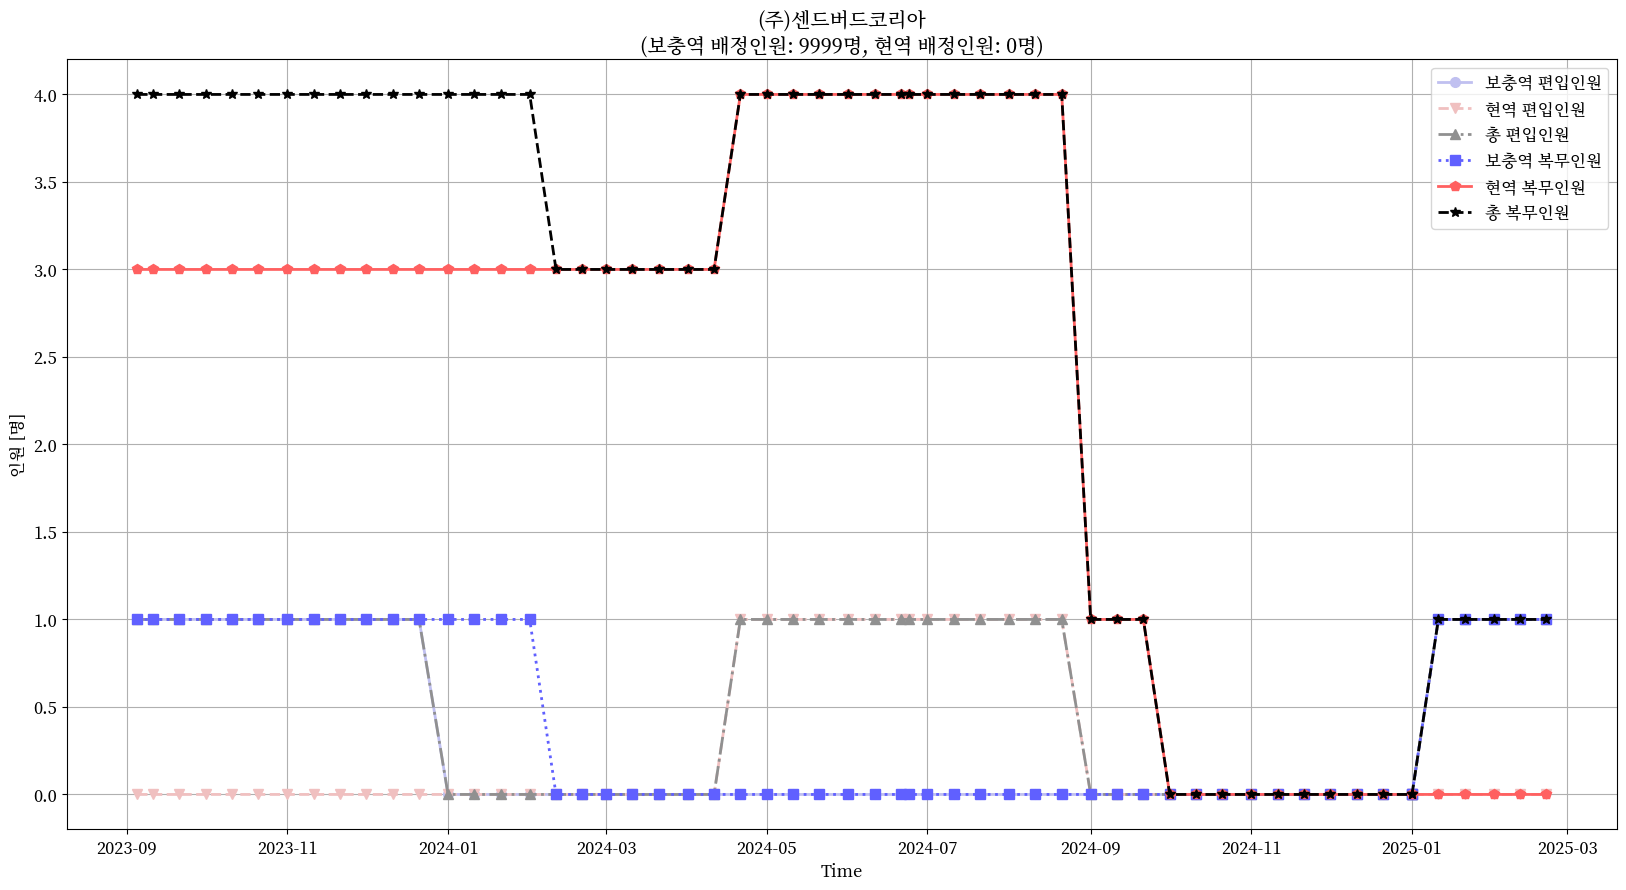 (주)센드버드코리아
(보충역 배정인원: 9999명, 현역 배정인원: 0명)
보충역 편입인원
현역 편입인원
총 편입인원
보충역 복무인원
현역 복무인원
총 복무인원
인원 [명]
4.0
3.5
3.0
2.5
2.0
1.5
1.0
0.5
0.0
2023-09
2023-11
2024-01
2024-03
2024-05
2024-07
2024-09
2024-11
2025-01
2025-03
Time